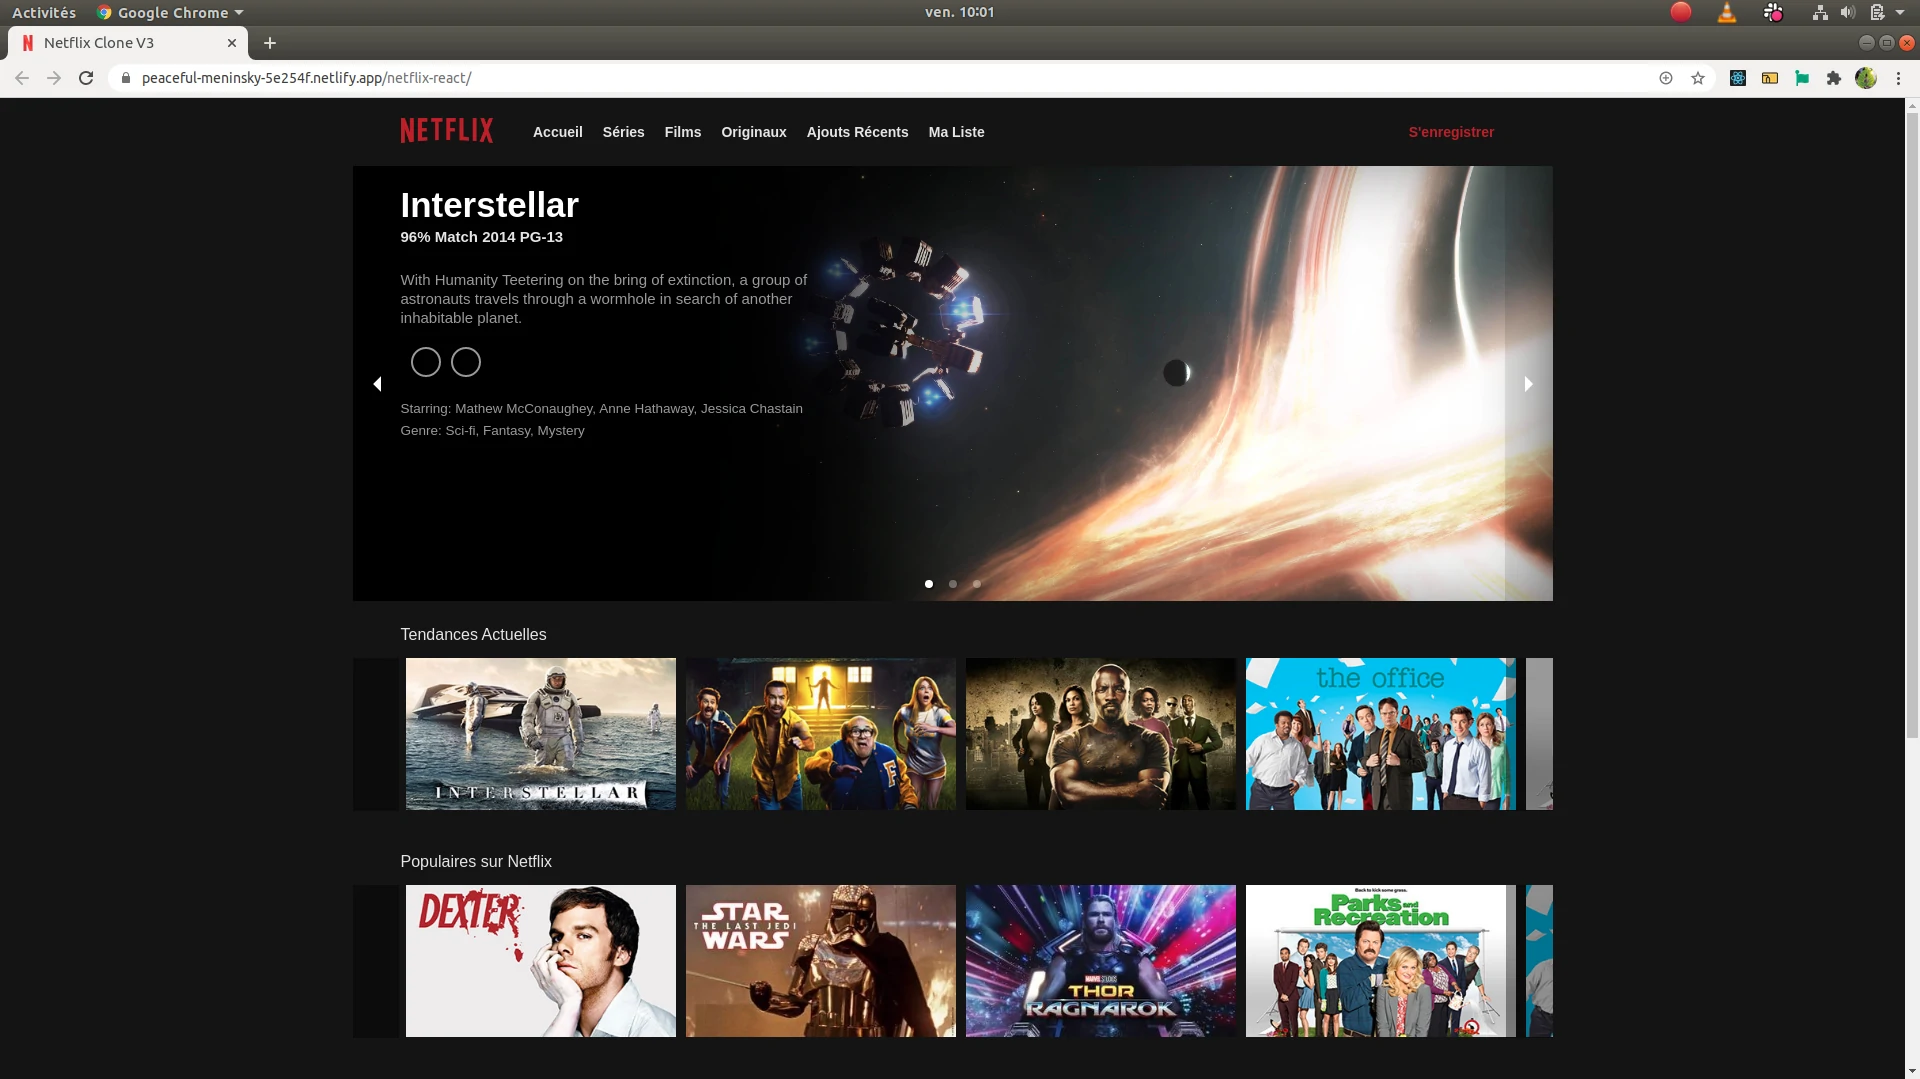 Activités
Google Chrome
ven. 10:01
Netflix Clone V3
peaceful-meninsky-5e254f.netlify.app/netflix-react/
NETFLIX
Accueil
Séries
Films
Originaux
Ajouts Récents
Ma Liste
S'enregistrer
Interstellar
96% Match 2014 PG-13
With Humanity Teetering on the bring of extinction, a group of
astronauts travels through a wormhole in search of another
inhabitable planet.
Starring: Mathew McConaughey, Anne Hathaway, Jessica Chastain
Genre: Sci-fi, Fantasy, Mystery
Tendances Actuelles
INTERSTELLAR
F
the office
Populaires sur Netflix
DEXTER
STAR
THE LAST JEDI
WARS
MARVEL STUDIOS
THOR
RAGNAROK
Back to kick some grass.
Parks and
Recreation